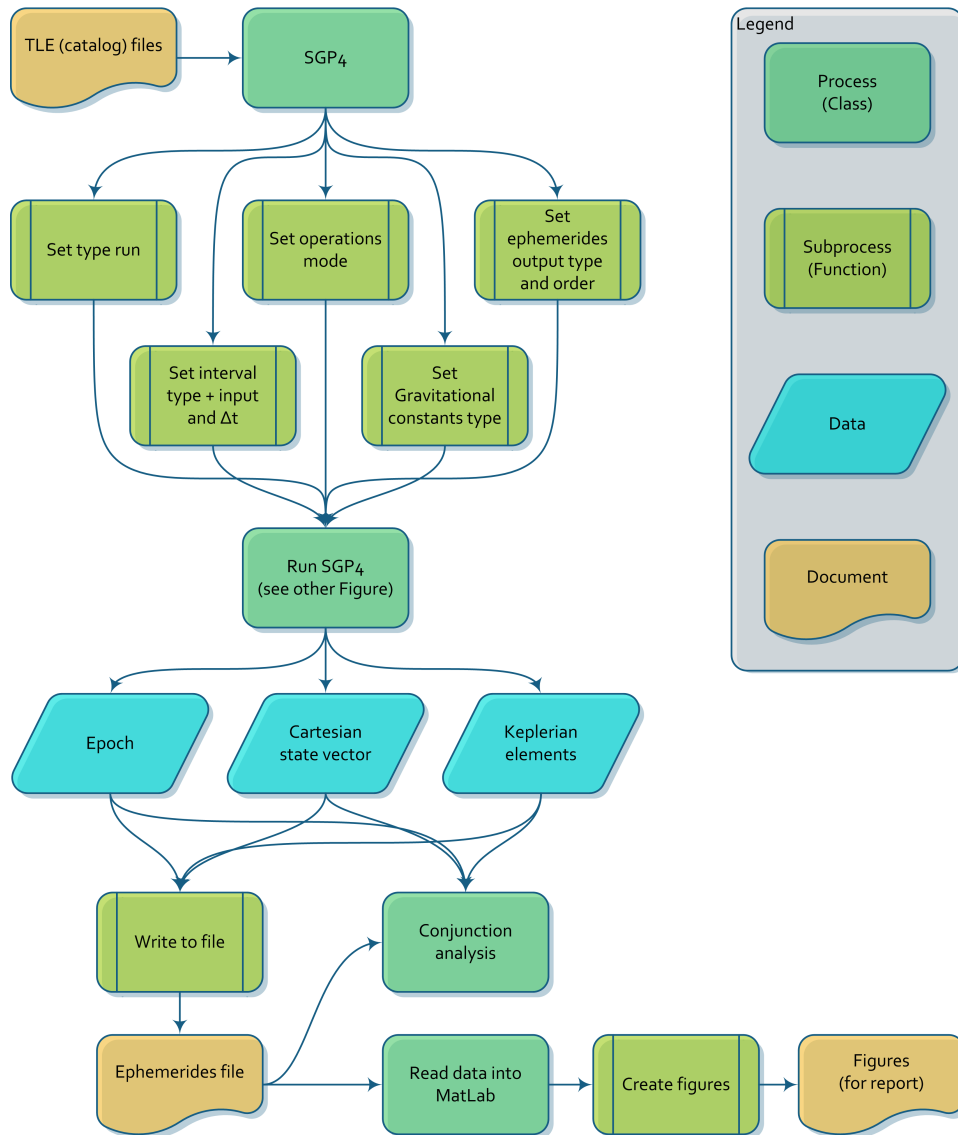 TLE (catalog) files
SGP4
Set type run
Set operations
mode
Set
ephemerides
output type
and order
Set interval
type + input
and Δt
Set
Gravitational
constants type
Run SGP4
(see other Figure)
Epoch
Cartesian
state vector
Keplerian
elements
Write to file
Conjunction
analysis
Ephemerides file
Read data into
MatLab
Create figures
Figures
(for report)
Legend
Process
(Class)
Subprocess
(Function)
Data
Document